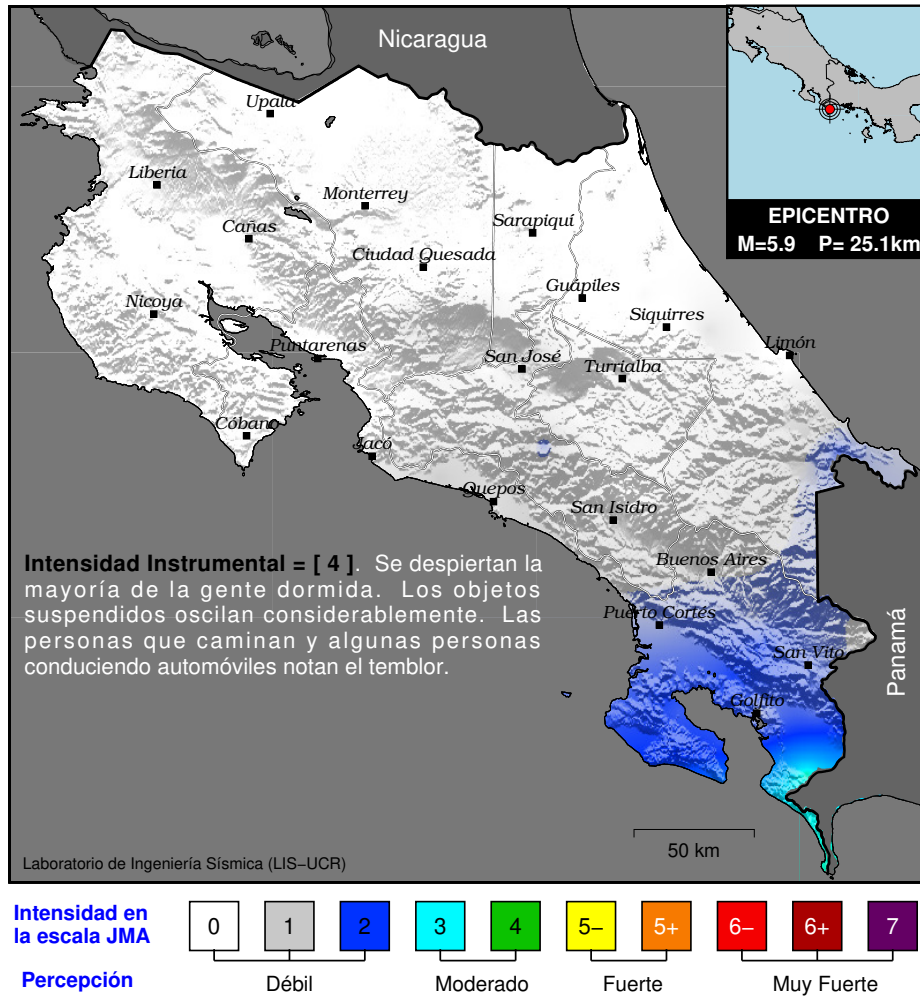 Nicaragua
Upala
Liberia
Monterrey
Sarapiquí
Cañas
Ciudad Quesada
Guápiles
Nicoya
Siquirres
Puntarenas
San José
Limón
Turrialba
Cóbano
Jacó
Quepos
San Isidro
Buenos Aires
Puerto Cortés
San Vito
Golfito
Panamá
EPICENTRO
M=5.9 P= 25.1km
Intensidad Instrumental = [ 4 ]. Se despiertan la
mayoría de la gente dormida. Los objetos
suspendidos oscilan considerablemente. Las
personas que caminan y algunas personas
conduciendo automóviles notan el temblor.
50 km
Laboratorio de Ingeniería Sísmica (LIS−UCR)
Intensidad en
la escala JMA
0 1 2 3 4 5− 5+ 6− 6+ 7
Percepción
Débil Moderado Fuerte Muy Fuerte